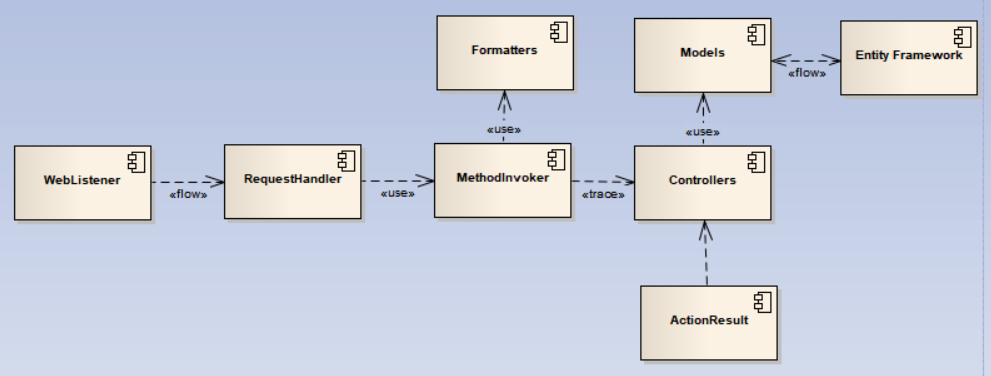 Formatters
Models
Entity Framework
«flow»
«use»
«use»
WebListener
RequestHandler
MethodInvoker
Controllers
«flow»
«use»
«trace»
ActionResult